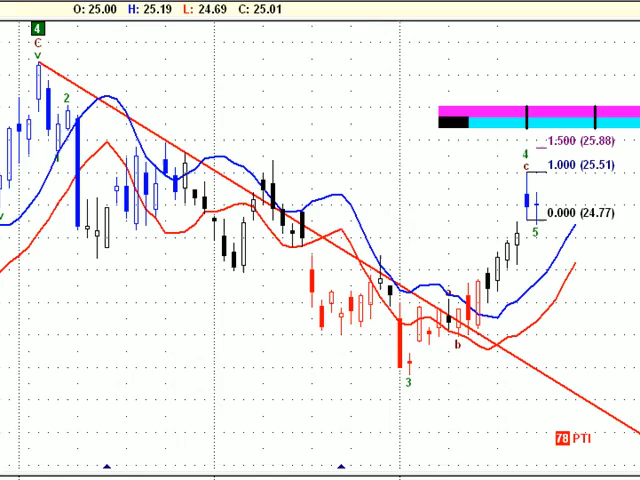 O: 25.00 H: 25.19 L: 24.69 C: 25.01
4
C
v
2
1
v
1.500 (25.88)
4
c
1.000 (25.51)
0.000 (24.77)
5
a
b
3
78 PTI